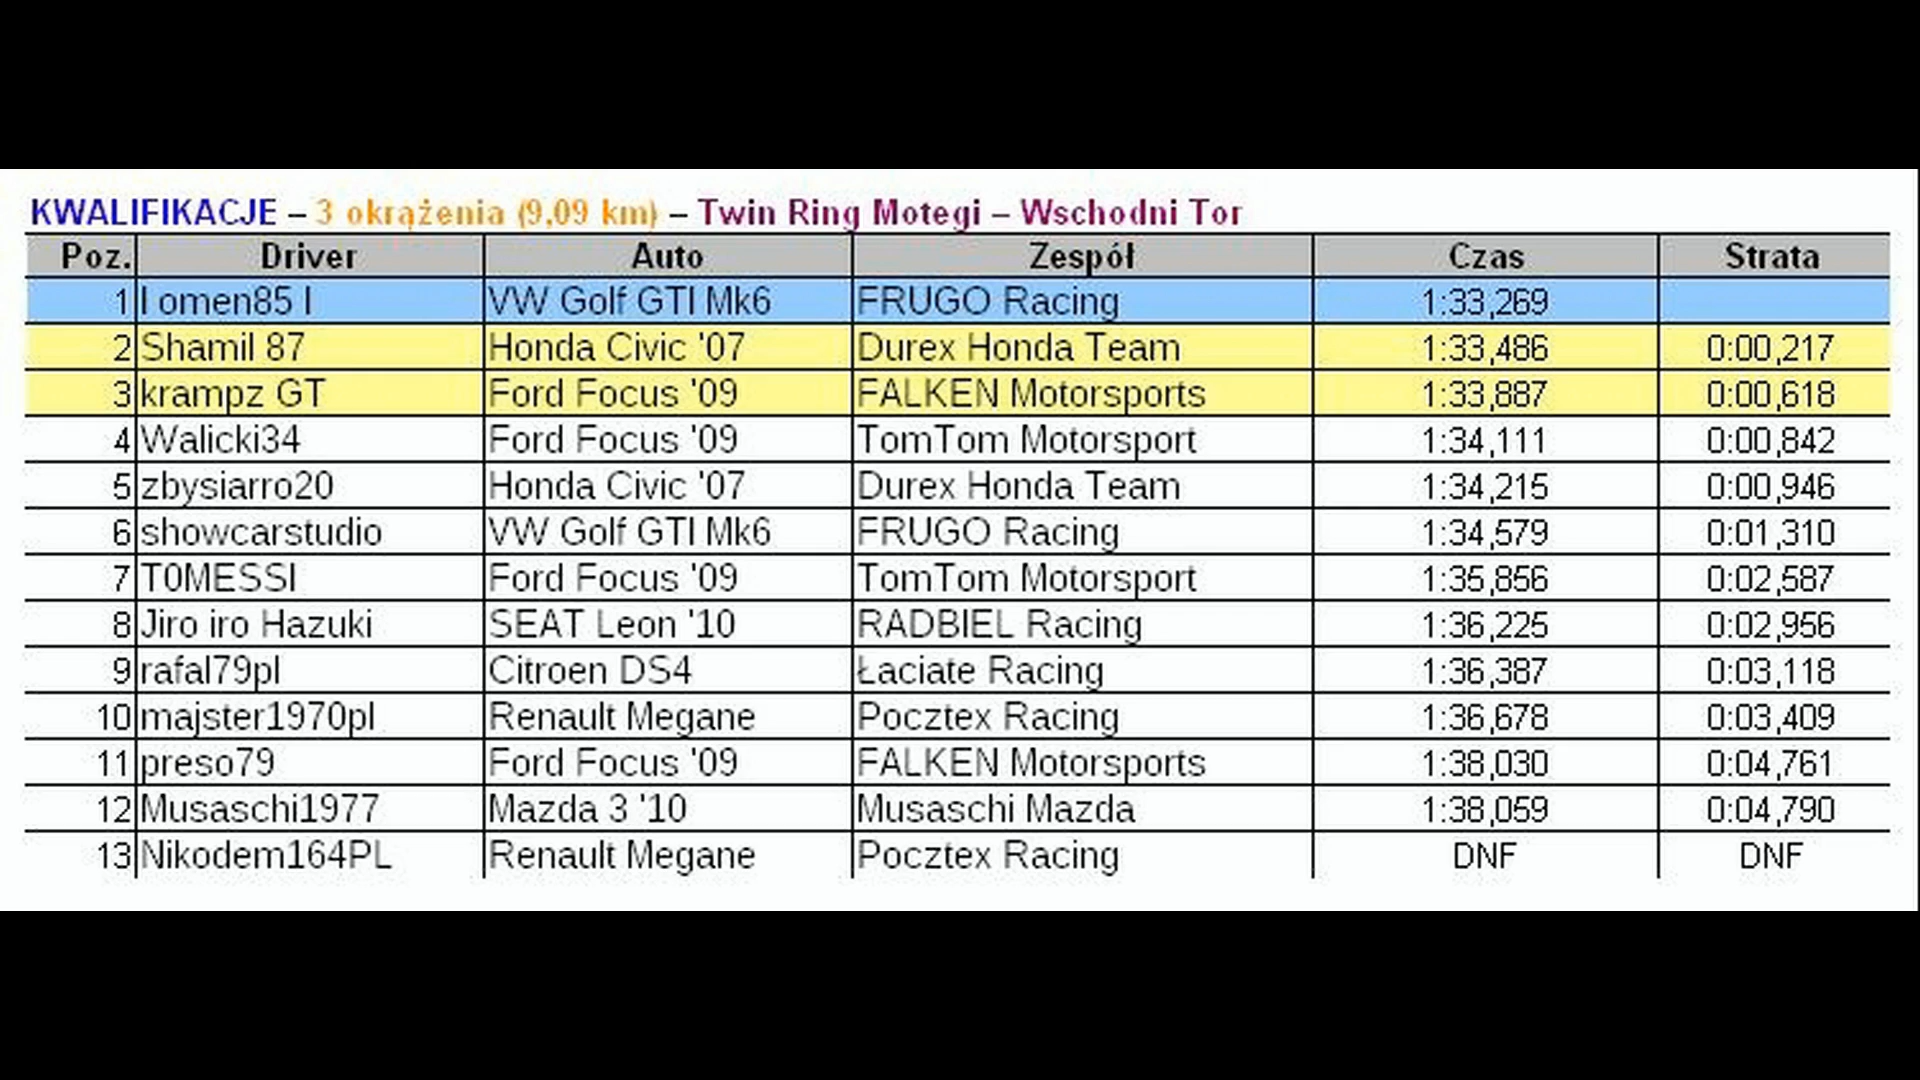 KWALIFIKACJE – 3 okrążenia (9,09 km) – Twin Ring Motegi – Wschodni Tor
Poz. Driver Auto Zespół Czas Strata
1 I omen85 I VW Golf GTI Mk6 FRUGO Racing 1:33,269
2 Shamil 87 Honda Civic '07 Durex Honda Team 1:33,486 0:00,217
3 krampz GT Ford Focus '09 FALKEN Motorsports 1:33,887 0:00,618
4 Walicki34 Ford Focus '09 TomTom Motorsport 1:34,111 0:00,842
5 zbysiarro20 Honda Civic '07 Durex Honda Team 1:34,215 0:00,946
6 showcarstudio VW Golf GTI Mk6 FRUGO Racing 1:34,579 0:01,310
7 T0MESSI Ford Focus '09 TomTom Motorsport 1:35,856 0:02,587
8 Jiro iro Hazuki SEAT Leon '10 RADBIEL Racing 1:36,225 0:02,956
9 rafal79pl Citroen DS4 Łaciate Racing 1:36,387 0:03,118
10 majster1970pl Renault Megane Pocztex Racing 1:36,678 0:03,409
11 preso79 Ford Focus '09 FALKEN Motorsports 1:38,030 0:04,761
12 Musaschi1977 Mazda 3 '10 Musaschi Mazda 1:38,059 0:04,790
13 Nikodem164PL Renault Megane Pocztex Racing DNF DNF